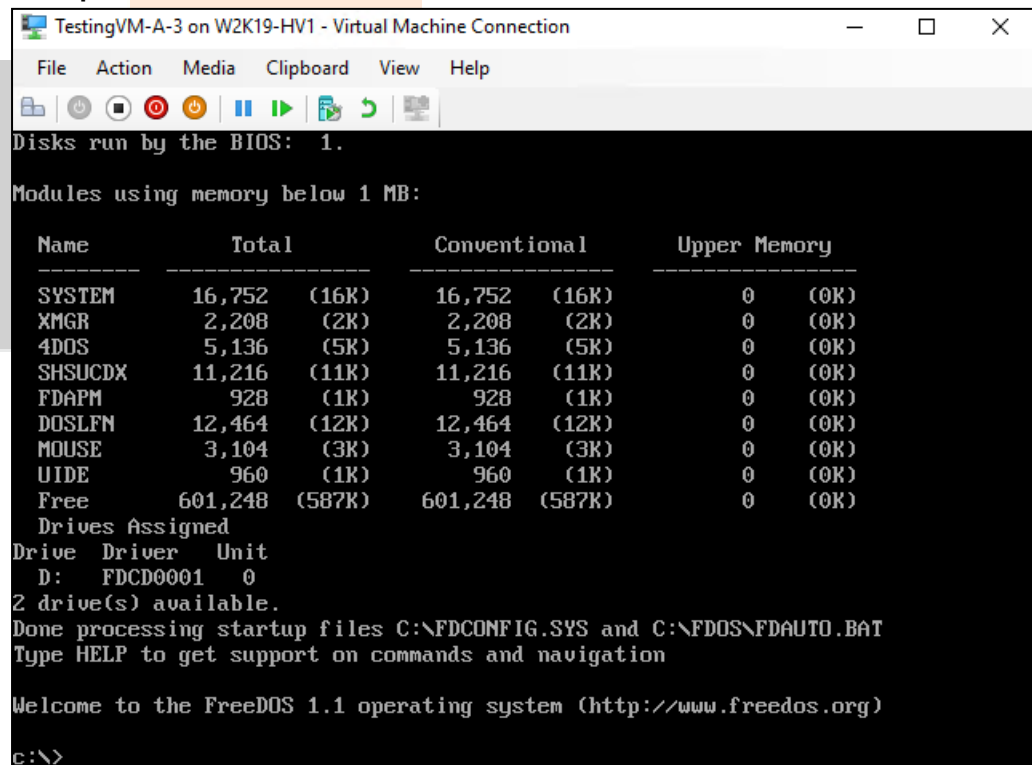 TestingVM-A-3 on W2K19-HV1 - Virtual Machine Connection
File Action Media Clipboard View Help
Disks run by the BIOS:  1.
Modules using memory below 1 MB:
Name Total Conventional Upper Memory
-------- ---------------- ---------------- ----------------
SYSTEM 16,752 (16K) 16,752 (16K) 0 (0K)
XMGR 2,208 (2K) 2,208 (2K) 0 (0K)
4DOS 5,136 (5K) 5,136 (5K) 0 (0K)
SHSUCDX 11,216 (11K) 11,216 (11K) 0 (0K)
FDAPM 928 (1K) 928 (1K) 0 (0K)
DOSLFN 12,464 (12K) 12,464 (12K) 0 (0K)
MOUSE 3,104 (3K) 3,104 (3K) 0 (0K)
UIDE 960 (1K) 960 (1K) 0 (0K)
Free 601,248 (587K) 601,248 (587K) 0 (0K)
Drives Assigned
Drive Driver Unit
D: FDCD0001 0
2 drive(s) available.
Done processing startup files C:\FDCONFIG.SYS and C:\FDOS\FDAUTO.BAT
Type HELP to get support on commands and navigation
Welcome to the FreeDOS 1.1 operating system (http://www.freedos.org)
c:\>